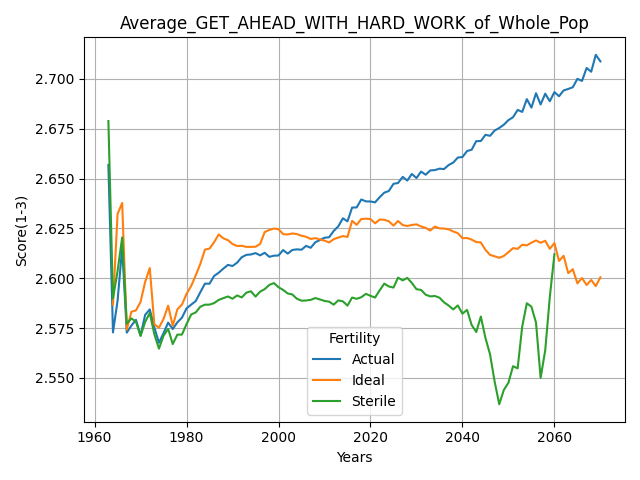 Average_GET_AHEAD_WITH_HARD_WORK_of_Whole_Pop
Score(1-3)
2.700
2.675
2.650
2.625
2.600
2.575
2.550
Fertility
Actual
Ideal
Sterile
1960 1980 2000 2020 2040 2060
Years